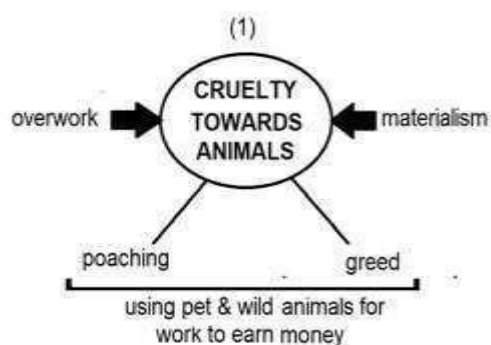 (1)
CRUELTY
TOWARDS
ANIMALS
overwork
materialism
poaching
greed
using pet & wild animals for
work to earn money